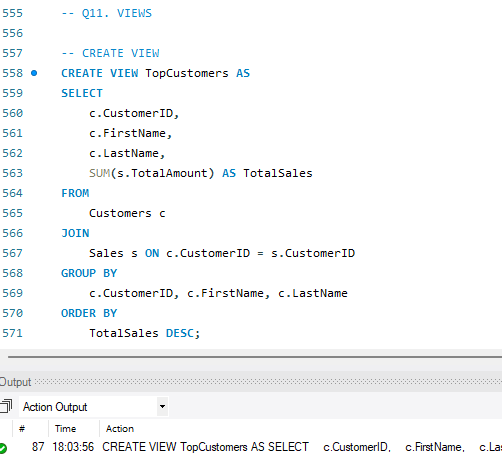 555 -- Q11. VIEWS
556
557 -- CREATE VIEW
558 CREATE VIEW TopCustomers AS
559 SELECT
560 c.CustomerID,
561 c.FirstName,
562 c.LastName,
563 SUM(s.TotalAmount) AS TotalSales
564 FROM
565 Customers c
566 JOIN
567 Sales s ON c.CustomerID = s.CustomerID
568 GROUP BY
569 c.CustomerID, c.FirstName, c.LastName
570 ORDER BY
571 TotalSales DESC;
Output
Action Output
# Time Action
87 18:03:56 CREATE VIEW TopCustomers AS SELECT c.CustomerID, c.FirstName, c.Las